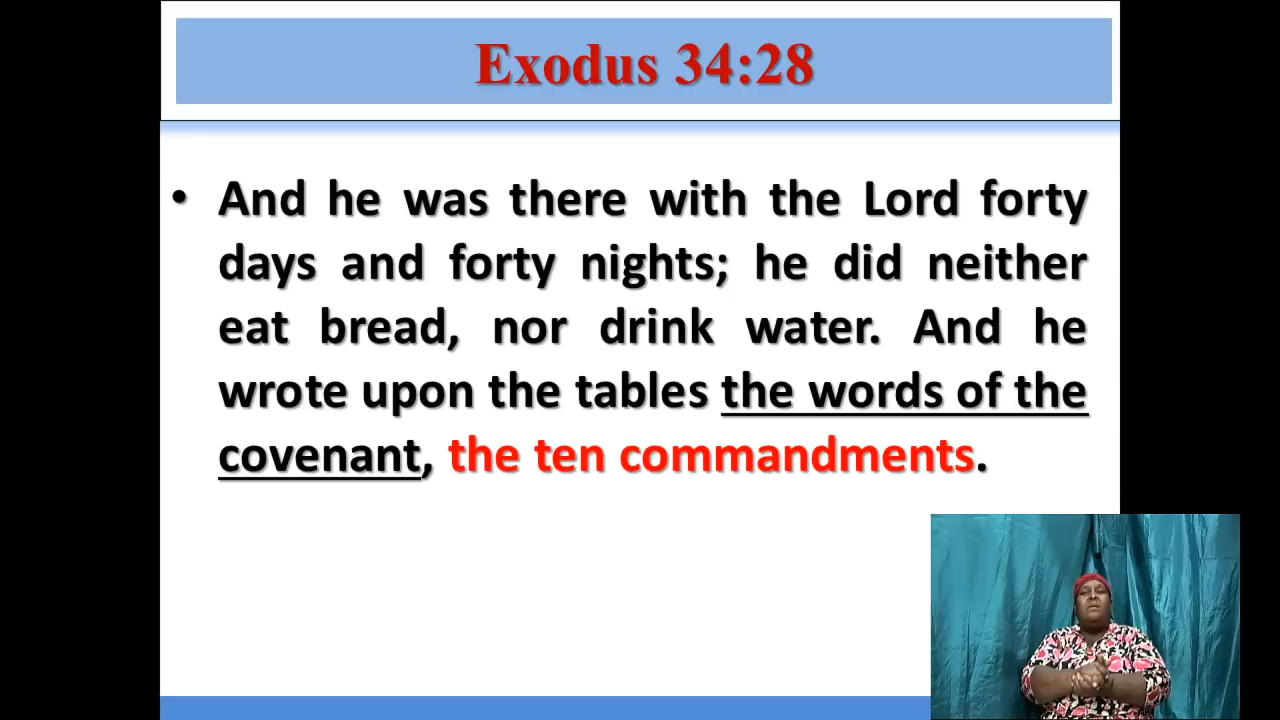 Exodus 34:28
• And he was there with the Lord forty
days and forty nights; he did neither
eat bread, nor drink water. And he
wrote upon the tables the words of the
covenant, the ten commandments.